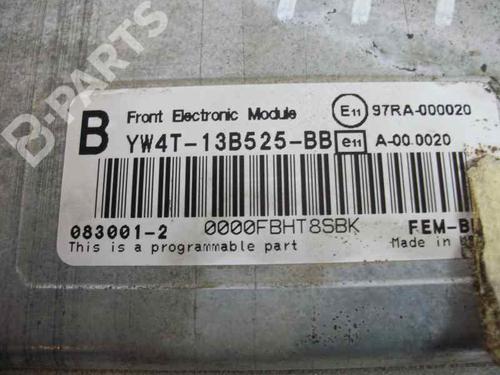 B-PARTS
Front Electronic Module
B YW4T-13B525-BB
E11 97RA-000020
e11 A-00.0020
083001-2 0000FBHT8SBK
This is a programmable part
Made in